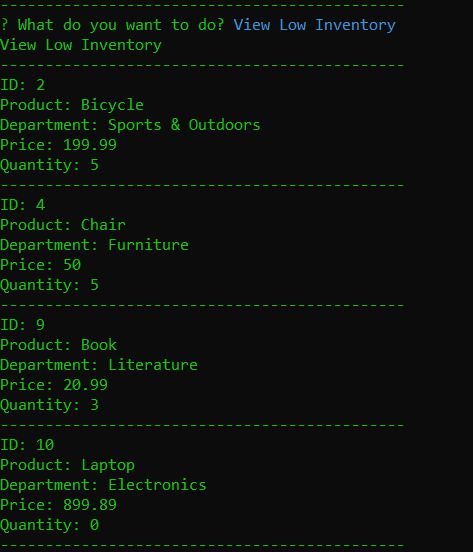 ---------------------------------------------
? What do you want to do? View Low Inventory
View Low Inventory
---------------------------------------------
ID: 2
Product: Bicycle
Department: Sports & Outdoors
Price: 199.99
Quantity: 5
---------------------------------------------
ID: 4
Product: Chair
Department: Furniture
Price: 50
Quantity: 5
---------------------------------------------
ID: 9
Product: Book
Department: Literature
Price: 20.99
Quantity: 3
---------------------------------------------
ID: 10
Product: Laptop
Department: Electronics
Price: 899.89
Quantity: 0
---------------------------------------------